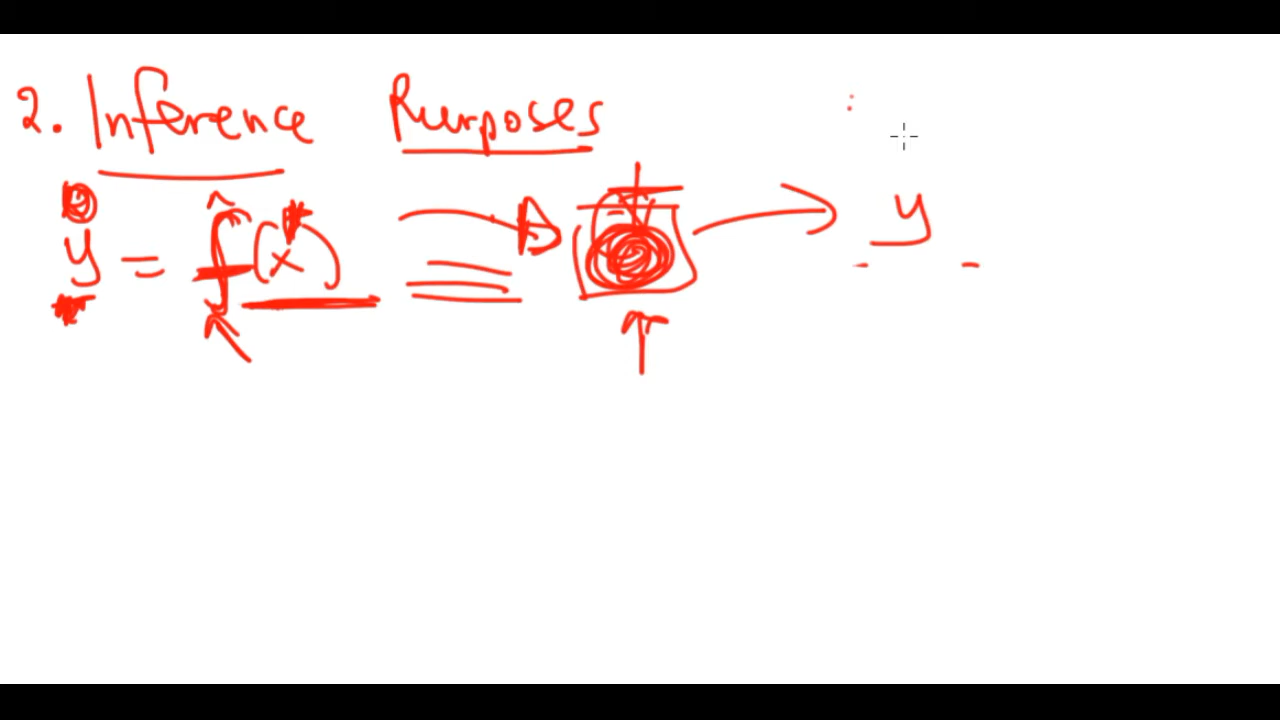 2. Inference Purposes
y = f̂(x) → → y